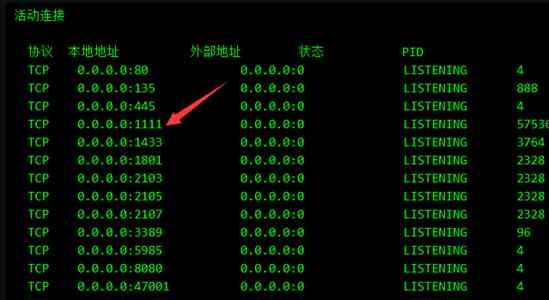 活动连接
协议 本地地址 外部地址 状态 PID
TCP 0.0.0.0:80 0.0.0.0:0 LISTENING 4
TCP 0.0.0.0:135 0.0.0.0:0 LISTENING 888
TCP 0.0.0.0:445 0.0.0.0:0 LISTENING 4
TCP 0.0.0.0:1111 0.0.0.0:0 LISTENING 57536
TCP 0.0.0.0:1433 0.0.0.0:0 LISTENING 3764
TCP 0.0.0.0:1801 0.0.0.0:0 LISTENING 2328
TCP 0.0.0.0:2103 0.0.0.0:0 LISTENING 2328
TCP 0.0.0.0:2105 0.0.0.0:0 LISTENING 2328
TCP 0.0.0.0:2107 0.0.0.0:0 LISTENING 2328
TCP 0.0.0.0:3389 0.0.0.0:0 LISTENING 96
TCP 0.0.0.0:5985 0.0.0.0:0 LISTENING 4
TCP 0.0.0.0:8080 0.0.0.0:0 LISTENING 4
TCP 0.0.0.0:47001 0.0.0.0:0 LISTENING 4